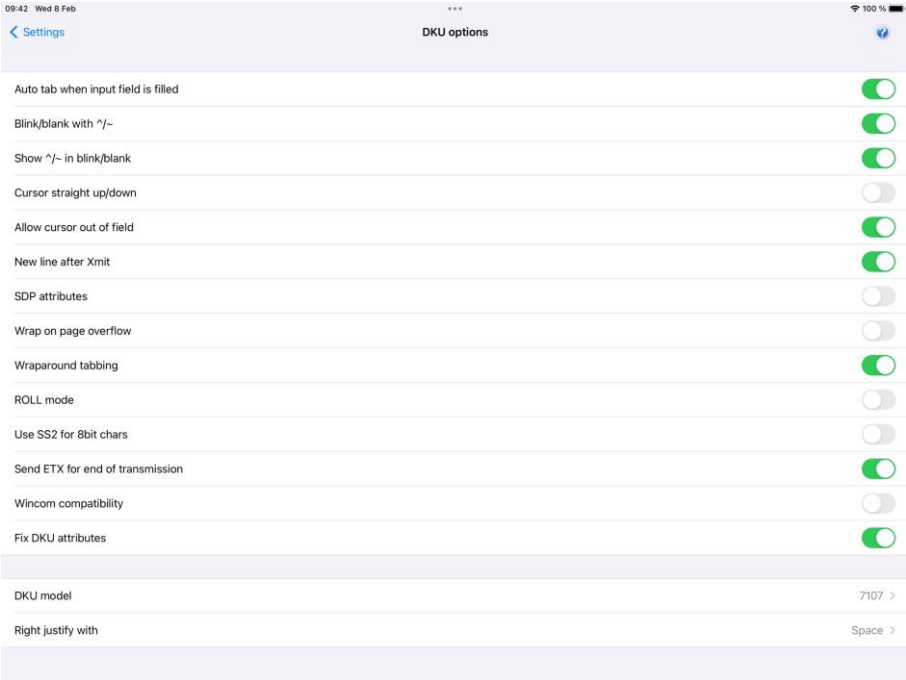 09:42 Wed 8 Feb 100 %
Settings DKU options ?
Auto tab when input field is filled
Blink/blank with ^/~
Show ^/~ in blink/blank
Cursor straight up/down
Allow cursor out of field
New line after Xmit
SDP attributes
Wrap on page overflow
Wraparound tabbing
ROLL mode
Use SS2 for 8bit chars
Send ETX for end of transmission
Wincom compatibility
Fix DKU attributes
DKU model 7107
Right justify with Space